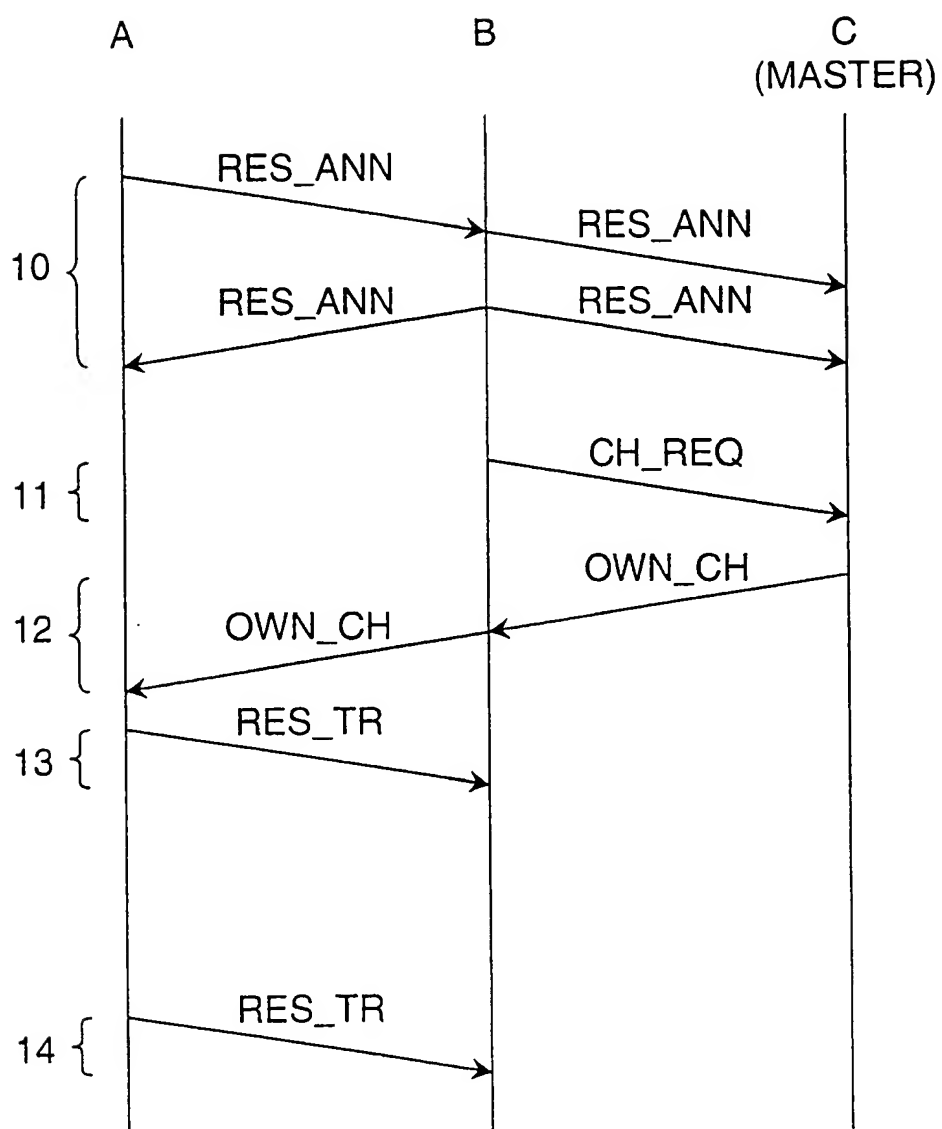 A B C
(MASTER)
RES_ANN
RES_ANN
10
RES_ANN RES_ANN
CH_REQ
11
OWN_CH
12 OWN_CH
RES_TR
13
RES_TR
14